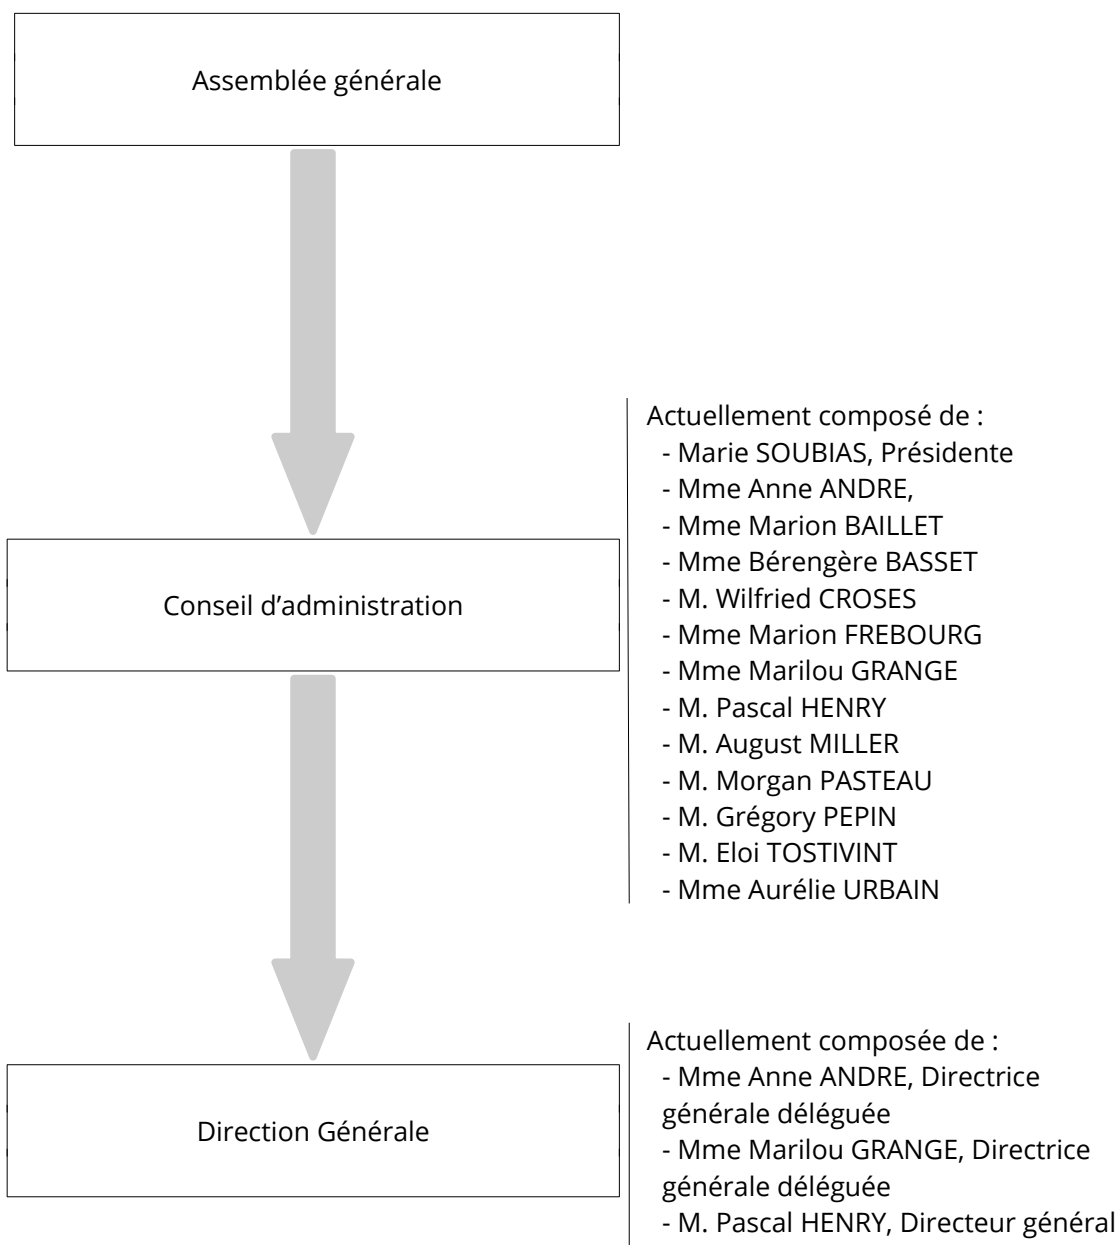 Assemblée générale
Actuellement composé de :
- Marie SOUBIAS, Présidente
- Mme Anne ANDRE,
- Mme Marion BAILLET
- Mme Bérengère BASSET
- M. Wilfried CROSES
- Mme Marion FREBOURG
- Mme Marilou GRANGE
- M. Pascal HENRY
- M. August MILLER
- M. Morgan PASTEAU
- M. Grégory PEPIN
- M. Eloi TOSTIVINT
- Mme Aurélie URBAIN
Conseil d’administration
Actuellement composée de :
- Mme Anne ANDRE, Directrice
générale déléguée
- Mme Marilou GRANGE, Directrice
générale déléguée
- M. Pascal HENRY, Directeur général
Direction Générale